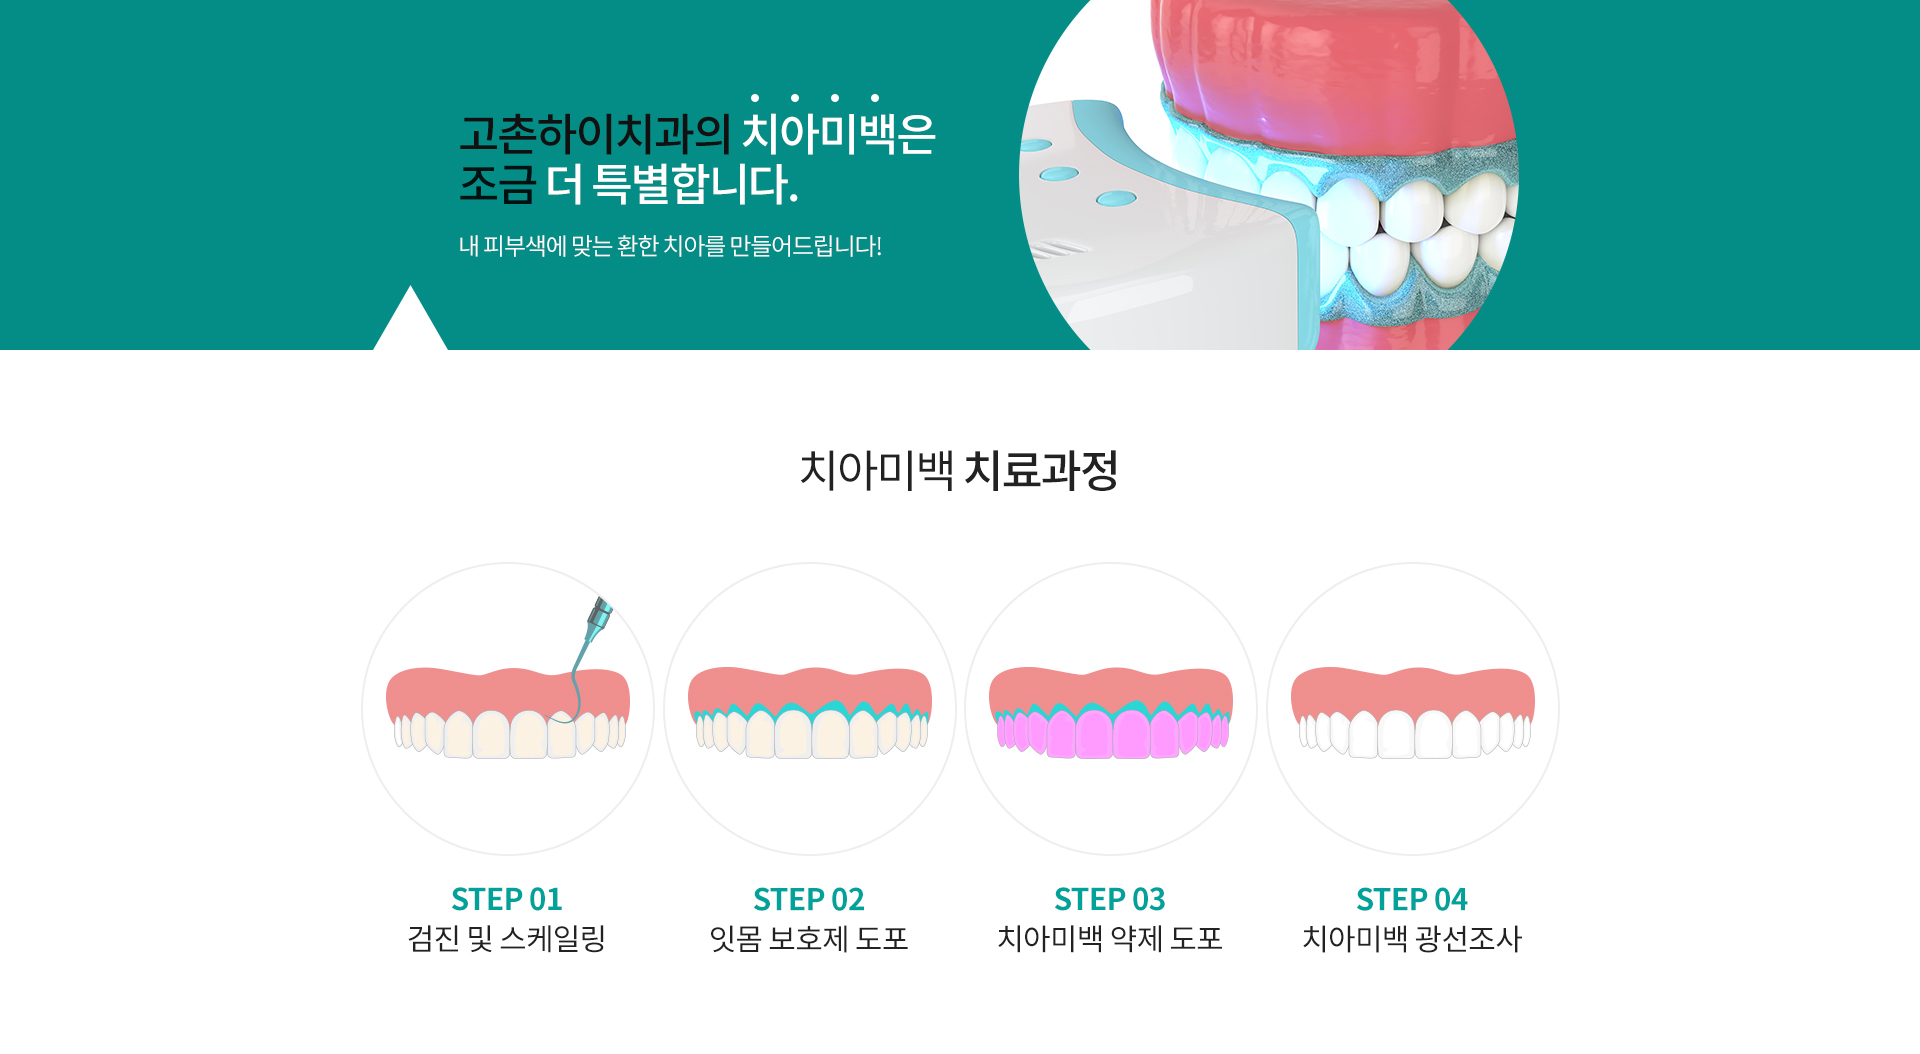 고촌하이치과의 치아미백은
조금 더 특별합니다.
내 피부색에 맞는 환한 치아를 만들어드립니다!
치아미백 치료과정
STEP 01
검진 및 스케일링
STEP 02
잇몸 보호제 도포
STEP 03
치아미백 약제 도포
STEP 04
치아미백 광선조사